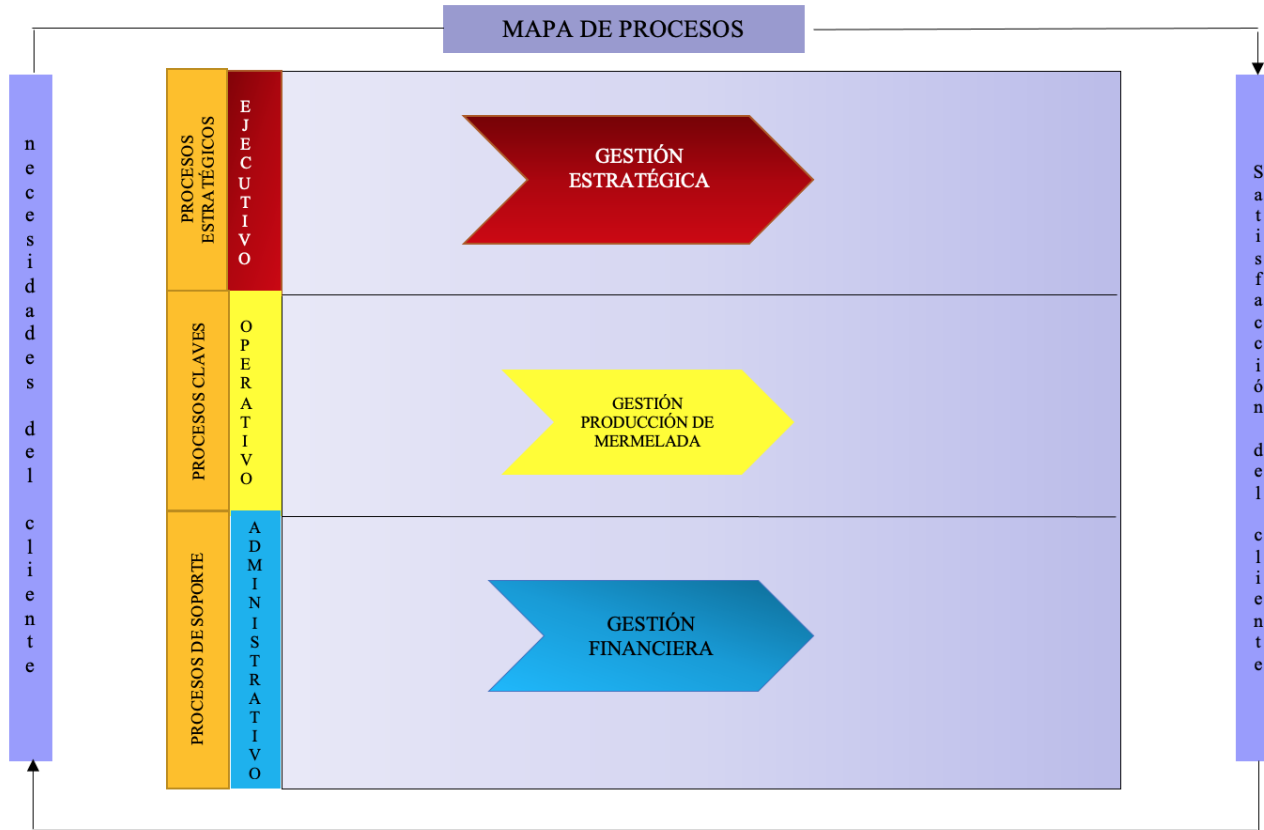 MAPA DE PROCESOS
necesidades del cliente
PROCESOS
ESTRATÉGICOS
EJECUTIVO
GESTIÓN
ESTRATÉGICA
PROCESOS CLAVES
OPERATIVO
GESTIÓN
PRODUCCIÓN DE
MERMELADA
PROCESOS DE SOPORTE
ADMINISTRATIVO
GESTIÓN
FINANCIERA
Satisfacción del cliente